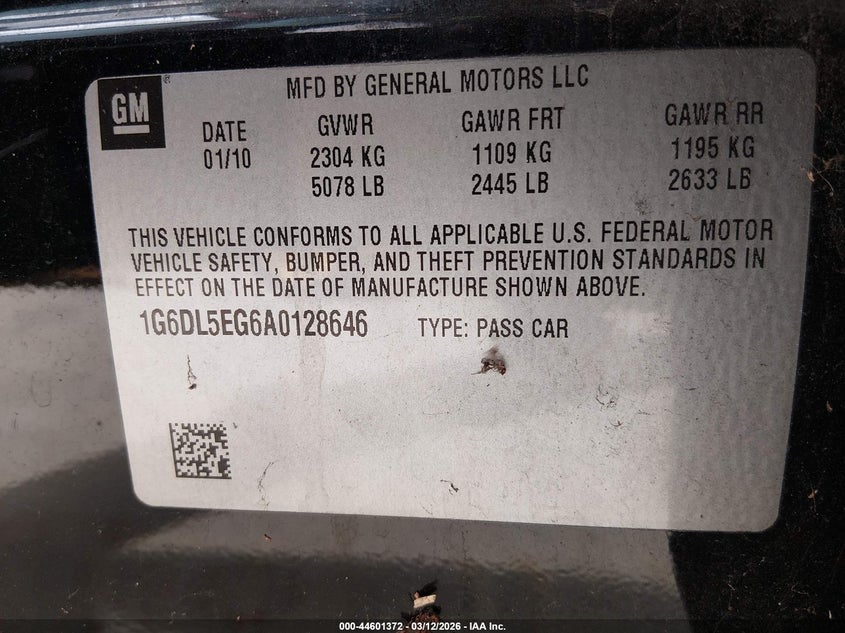 GM
MFD BY GENERAL MOTORS LLC
DATE GVWR GAWR FRT GAWR RR
01/10 2304 KG 1109 KG 1195 KG
5078 LB 2445 LB 2633 LB
THIS VEHICLE CONFORMS TO ALL APPLICABLE U.S. FEDERAL MOTOR
VEHICLE SAFETY, BUMPER, AND THEFT PREVENTION STANDARDS IN
EFFECT ON THE DATE OF MANUFACTURE SHOWN ABOVE.
1G6DL5EG6A0128646 TYPE: PASS CAR
000-44601372 - 03/12/2026 - IAA Inc.